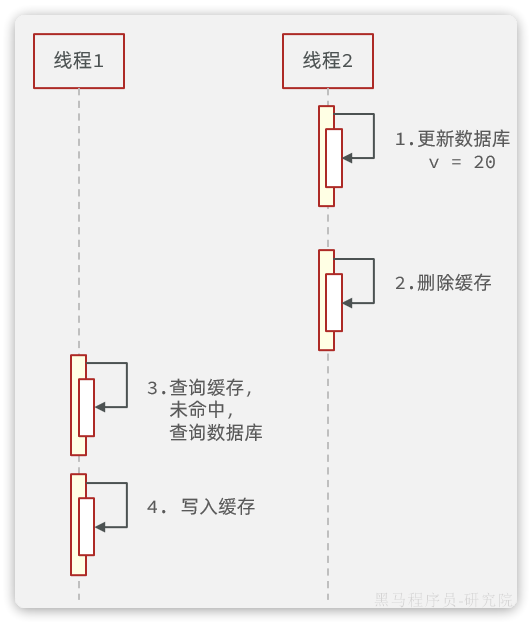 线程1
线程2
1.更新数据库
v = 20
2.删除缓存
3.查询缓存,
未命中,
查询数据库
4. 写入缓存
黑马程序员-研究院